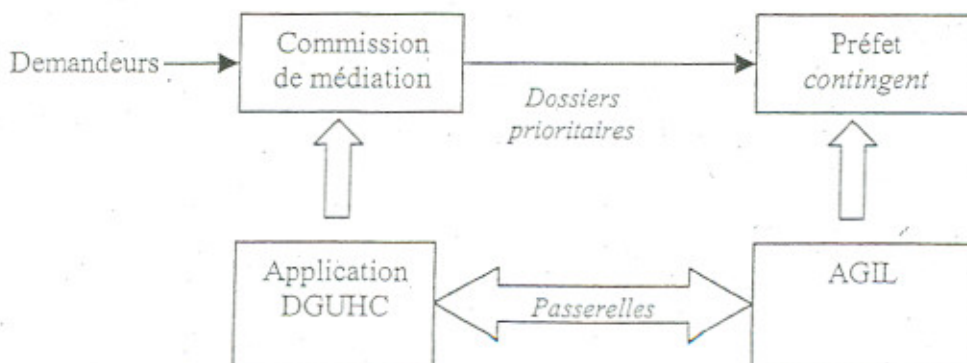 Demandeurs
Commission
de médiation
Dossiers
prioritaires
Préfet
contingent
Application
DGUHC
Passerelles
AGIL